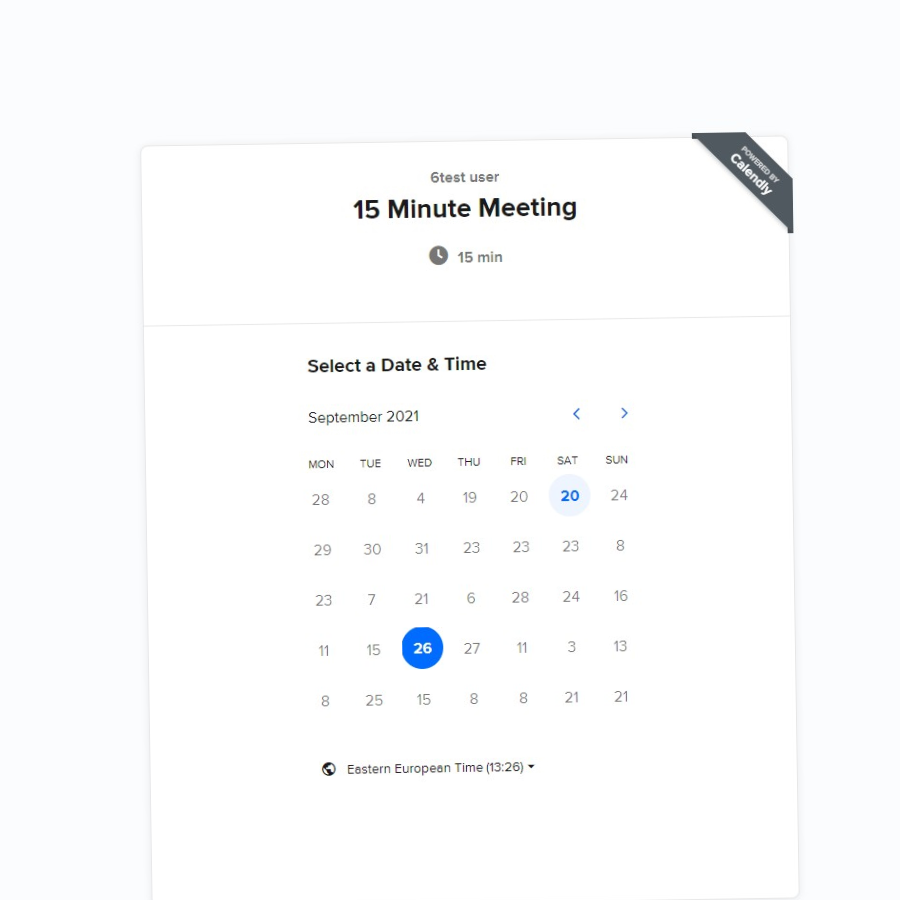 POWERED BY
Calendly
6test user
15 Minute Meeting
15 min
Select a Date & Time
September 2021
MON TUE WED THU FRI SAT SUN
28 8 4 19 20 20 24
29 30 31 23 23 23 8
23 7 21 6 28 24 16
11 15 26 27 11 3 13
8 25 15 8 8 21 21
Eastern European Time (13:26)